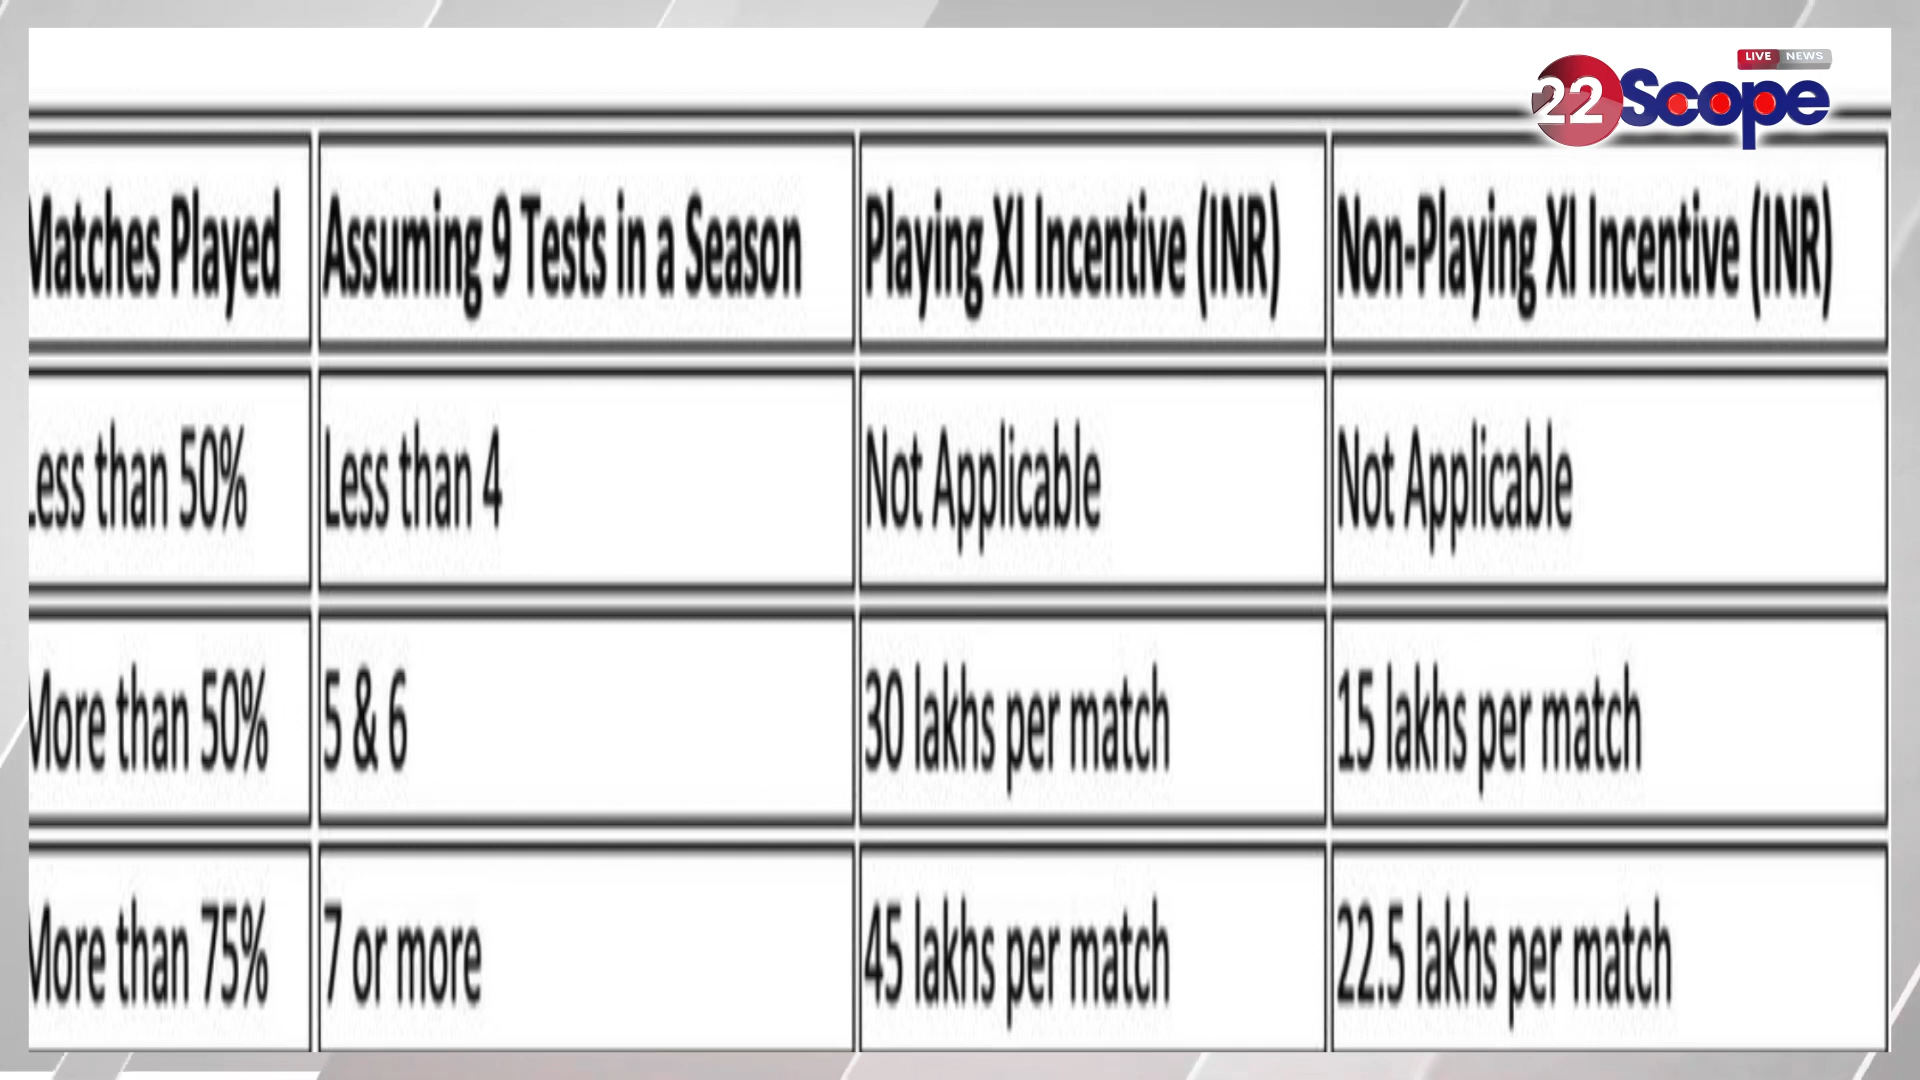 LIVE NEWS
22Scope
Matches Played Assuming 9 Tests in a Season Playing XI Incentive (INR) Non-Playing XI Incentive (INR)
Less than 50% Less than 4 Not Applicable Not Applicable
More than 50% 5 & 6 30 lakhs per match 15 lakhs per match
More than 75% 7 or more 45 lakhs per match 22.5 lakhs per match